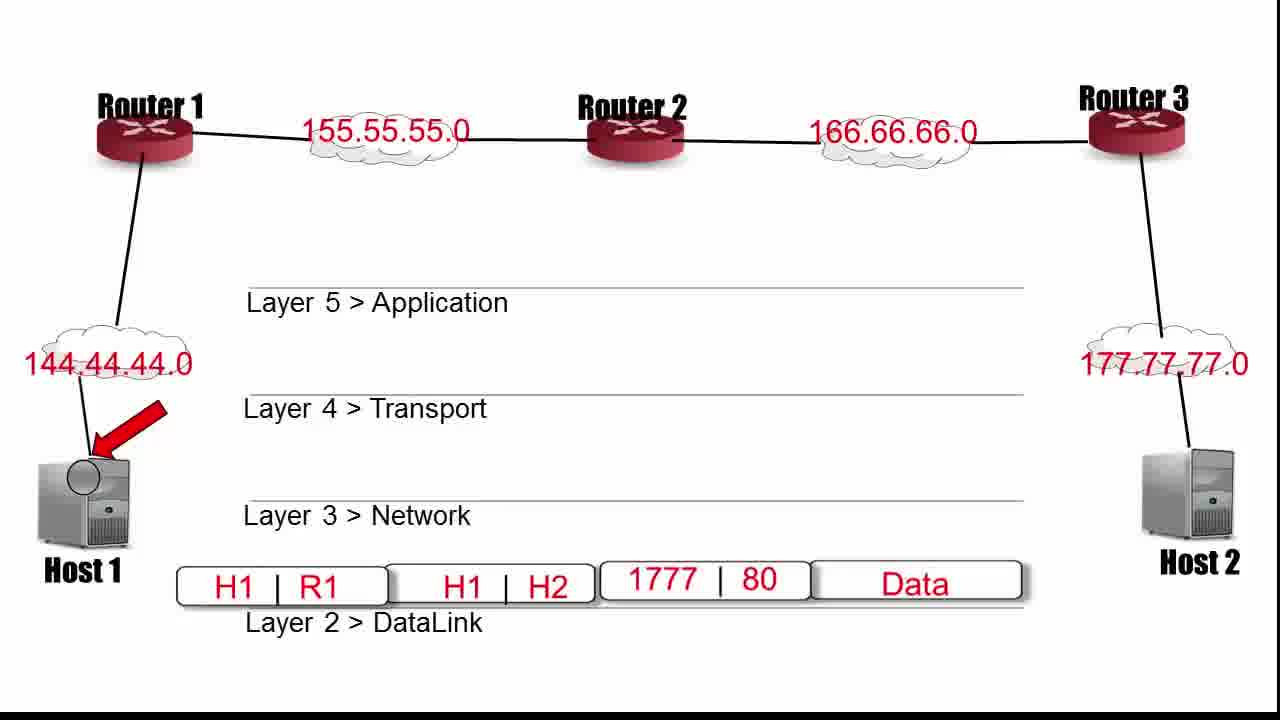 Router 1
Router 2
Router 3
155.55.55.0
166.66.66.0
Layer 5 > Application
144.44.44.0
177.77.77.0
Layer 4 > Transport
Layer 3 > Network
Host 1
Host 2
H1 | R1
H1 | H2
1777 | 80
Data
Layer 2 > DataLink